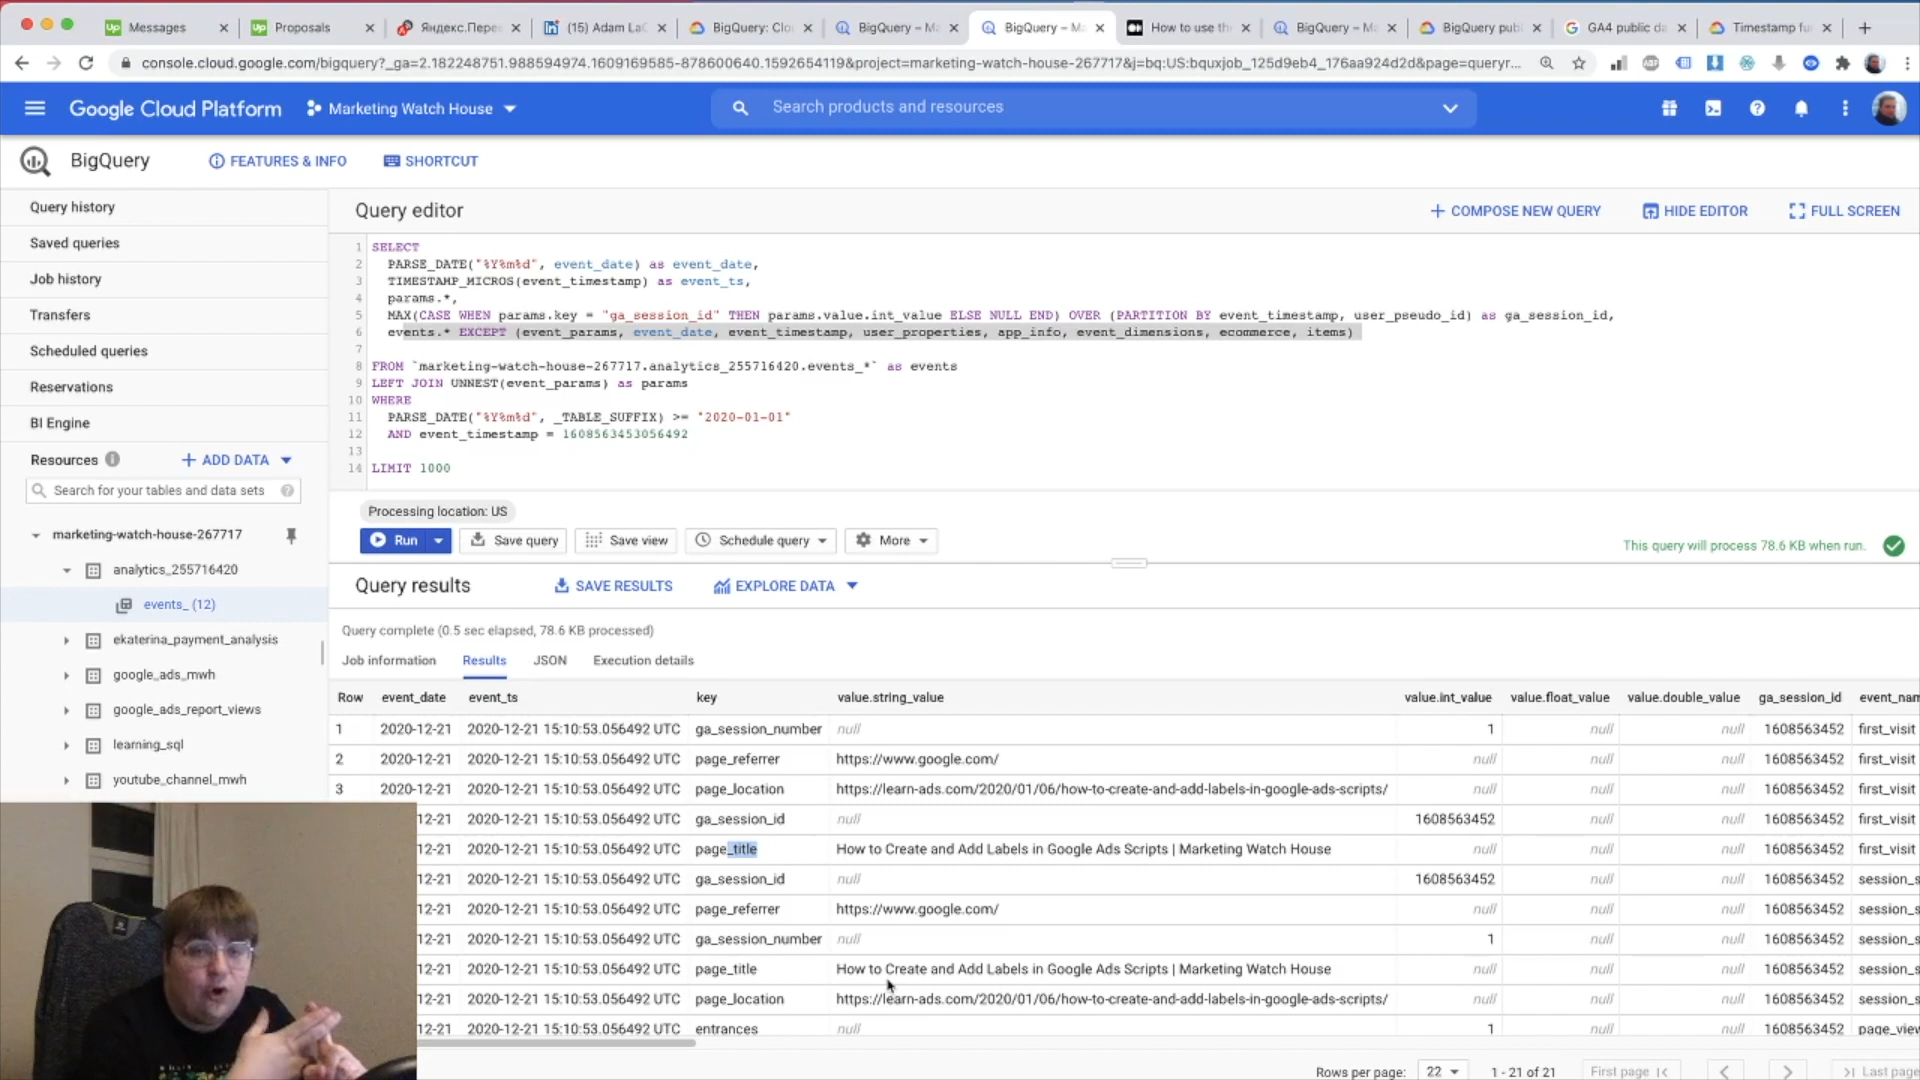 Messages
Proposals
Яндекс.Пере
(15) Adam LaC
BigQuery: Clo
BigQuery – Ma
BigQuery – Ma
How to use th
BigQuery – Ma
BigQuery pub
GA4 public da
Timestamp fu
console.cloud.google.com/bigquery?_ga=2.182248751.988594974.1609169585-878600640.1592654119&project=marketing-watch-house-267717&j=bq:US:bquxjob_125d9eb4_176aa924d2d&page=queryr...
Google Cloud Platform
Marketing Watch House
Search products and resources
BigQuery
FEATURES & INFO
SHORTCUT
Query history
Saved queries
Job history
Transfers
Scheduled queries
Reservations
BI Engine
Resources
ADD DATA
Search for your tables and data sets
marketing-watch-house-267717
analytics_255716420
events_ (12)
ekaterina_payment_analysis
google_ads_mwh
google_ads_report_views
learning_sql
youtube_channel_mwh
Query editor
COMPOSE NEW QUERY
HIDE EDITOR
FULL SCREEN
1 SELECT
2 PARSE_DATE("%Y%m%d", event_date) as event_date,
3 TIMESTAMP_MICROS(event_timestamp) as event_ts,
4 params.*,
5 MAX(CASE WHEN params.key = "ga_session_id" THEN params.value.int_value ELSE NULL END) OVER (PARTITION BY event_timestamp, user_pseudo_id) as ga_session_id,
6 events.* EXCEPT (event_params, event_date, event_timestamp, user_properties, app_info, event_dimensions, ecommerce, items)
7
8 FROM `marketing-watch-house-267717.analytics_255716420.events_*` as events
9 LEFT JOIN UNNEST(event_params) as params
10 WHERE
11 PARSE_DATE("%Y%m%d", _TABLE_SUFFIX) >= "2020-01-01"
12 AND event_timestamp = 1608563453056492
13
14 LIMIT 1000
Processing location: US
Run
Save query
Save view
Schedule query
More
This query will process 78.6 KB when run.
Query results
SAVE RESULTS
EXPLORE DATA
Query complete (0.5 sec elapsed, 78.6 KB processed)
Job information
Results
JSON
Execution details
Row event_date event_ts key value.string_value value.int_value value.float_value value.double_value ga_session_id event_nam
1 2020-12-21 2020-12-21 15:10:53.056492 UTC ga_session_number null 1 null null 1608563452 first_visit
2 2020-12-21 2020-12-21 15:10:53.056492 UTC page_referrer https://www.google.com/ null null null 1608563452 first_visit
3 2020-12-21 2020-12-21 15:10:53.056492 UTC page_location https://learn-ads.com/2020/01/06/how-to-create-and-add-labels-in-google-ads-scripts/ null null null 1608563452 first_visit
12-21 2020-12-21 15:10:53.056492 UTC ga_session_id null 1608563452 null null 1608563452 first_visit
12-21 2020-12-21 15:10:53.056492 UTC page_title How to Create and Add Labels in Google Ads Scripts | Marketing Watch House null null null 1608563452 first_visit
12-21 2020-12-21 15:10:53.056492 UTC ga_session_id null 1608563452 null null 1608563452 session_s
12-21 2020-12-21 15:10:53.056492 UTC page_referrer https://www.google.com/ null null null 1608563452 session_s
12-21 2020-12-21 15:10:53.056492 UTC ga_session_number null 1 null null 1608563452 session_s
12-21 2020-12-21 15:10:53.056492 UTC page_title How to Create and Add Labels in Google Ads Scripts | Marketing Watch House null null null 1608563452 session_s
12-21 2020-12-21 15:10:53.056492 UTC page_location https://learn-ads.com/2020/01/06/how-to-create-and-add-labels-in-google-ads-scripts/ null null null 1608563452 session_s
12-21 2020-12-21 15:10:53.056492 UTC entrances null 1 null null 1608563452 page_view
Rows per page: 22 1 - 21 of 21 First page Last page